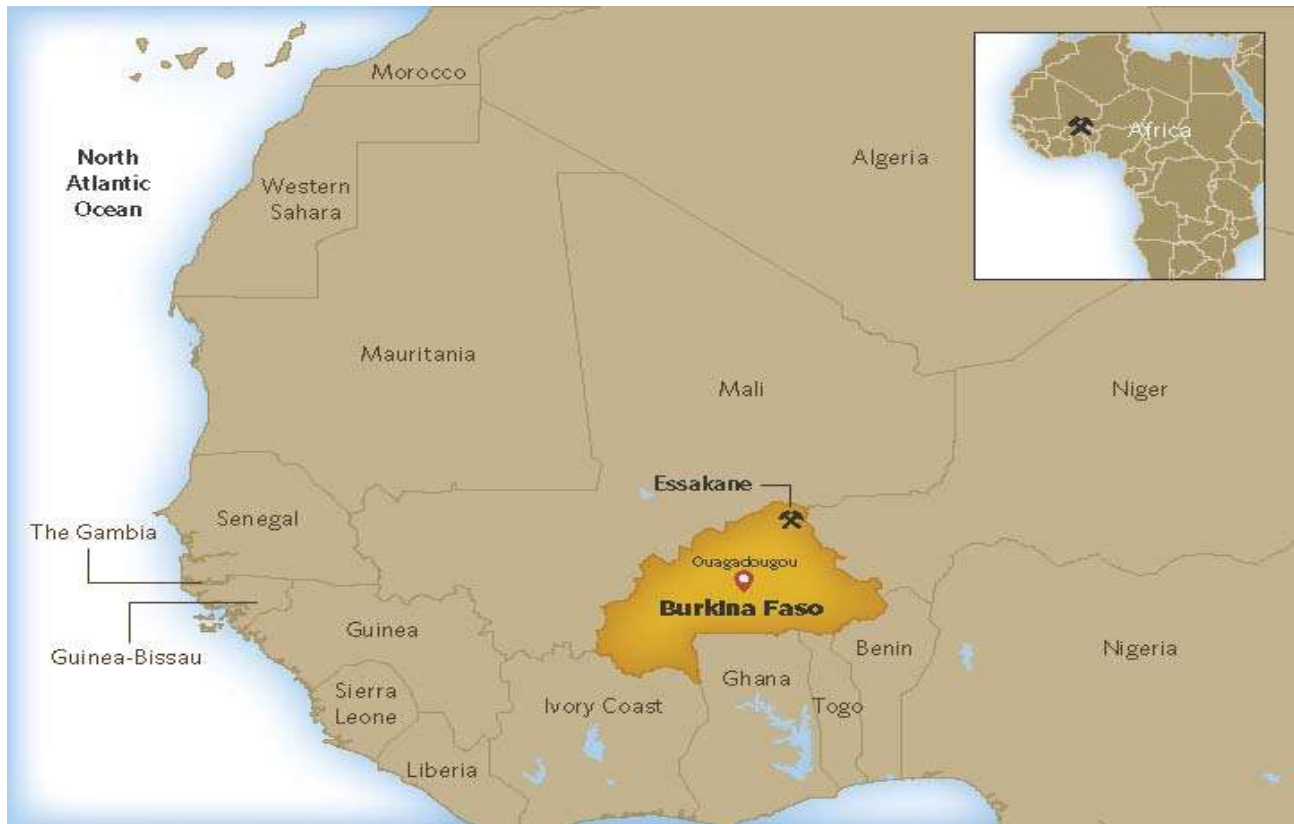 Morocco
North
Atlantic
Ocean
Western
Sahara
Algeria
Africa
Mauritania
Mali
Niger
Essakane
Senegal
The Gambia
Ouagadougou
Burkina Faso
Guinea
Guinea-Bissau
Benin
Nigeria
Ghana
Sierra
Leone
Ivory Coast
Togo
Liberia